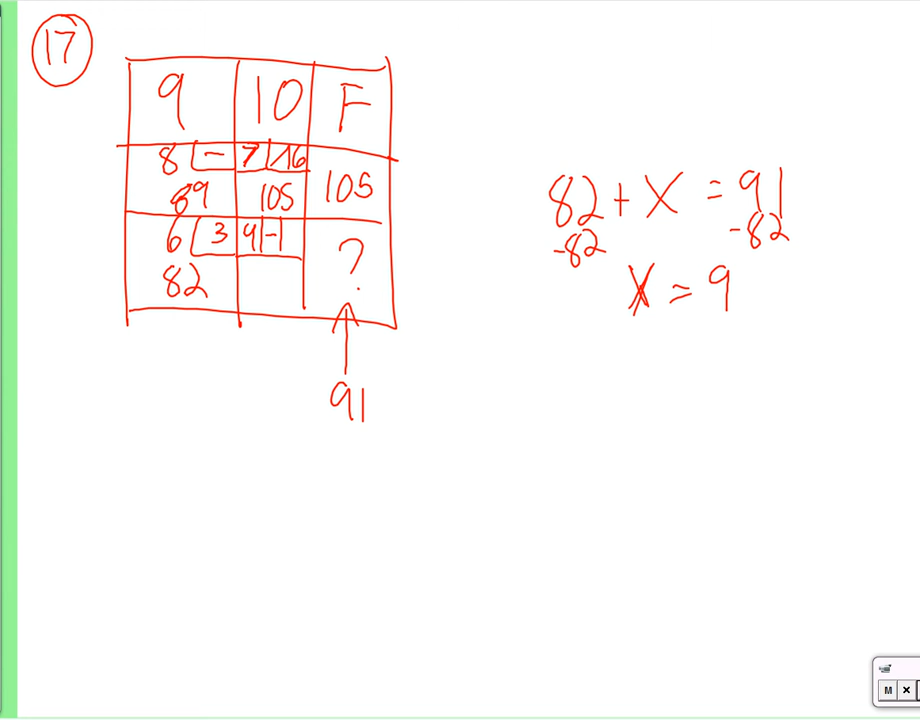 17
9 10 F
8 - 7 16
89 105 105
6 3 9 -1
82 ?
91
82 + X = 91
-82 -82
X = 9
M ×